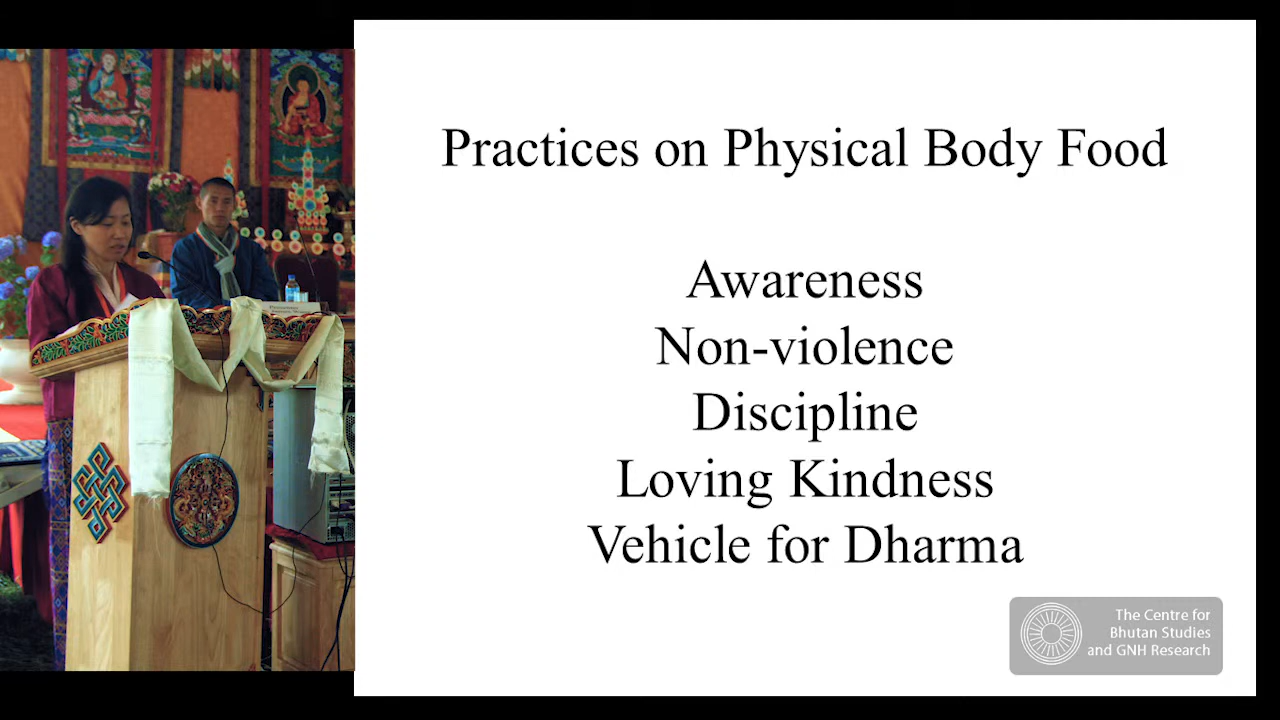 Practices on Physical Body Food
Awareness
Non-violence
Discipline
Loving Kindness
Vehicle for Dharma
The Centre for
Bhutan Studies
and GNH Research